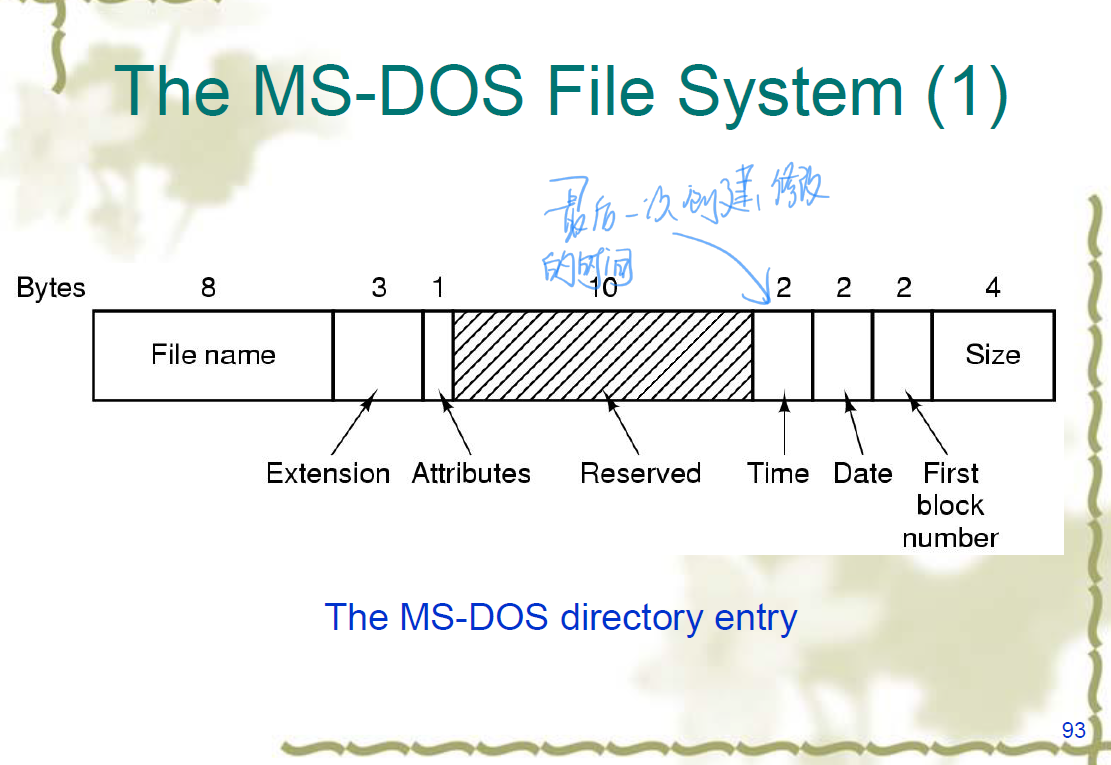 The MS-DOS File System (1)
最后一次创建,修改
的时间
Bytes 8 3 1 10 2 2 2 4
File name Size
Extension Attributes Reserved Time Date First
block
number
The MS-DOS directory entry
93